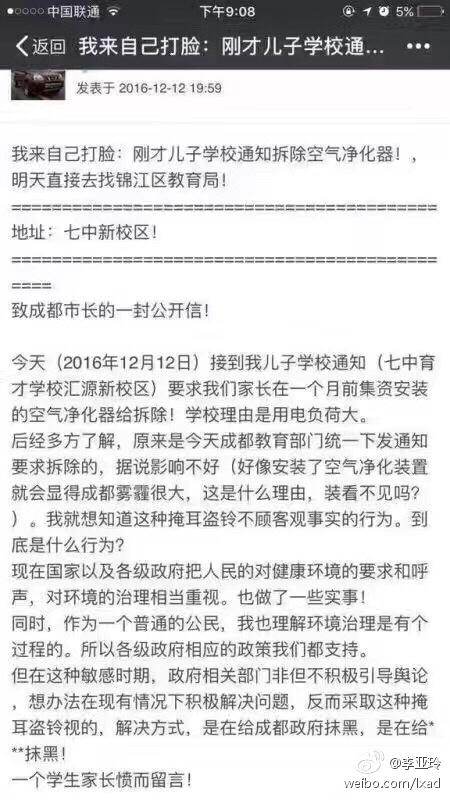 中国联通
下午9:08
5%
返回
我来自己打脸：刚才儿子学校通...
发表于 2016-12-12 19:59
我来自己打脸：刚才儿子学校通知拆除空气净化器！，
明天直接去找锦江区教育局！
==========================================
地址：七中新校区！
==========================================
====
致成都市长的一封公开信！
今天（2016年12月12日）接到我儿子学校通知（七中育
才学校汇源新校区）要求我们家长在一个月前集资安装
的空气净化器给拆除！学校理由是用电负荷大。
后经多方了解，原来是今天成都教育部门统一下发通知
要求拆除的，据说影响不好（好像安装了空气净化装置
就会显得成都雾霾很大，这是什么理由，装看不见吗？
）。我就想知道这种掩耳盗铃不顾客观事实的行为。到
底是什么行为？
现在国家以及各级政府把人民的对健康环境的要求和呼
声，对环境的治理相当重视。也做了一些实事！
同时，作为一个普通的公民，我也理解环境治理是有个
过程的。所以各级政府相应的政策我们都支持。
但在这种敏感时期，政府相关部门非但不积极引导舆论
，想办法在现有情况下积极解决问题，反而采取这种掩
耳盗铃视的，解决方式，是在给成都政府抹黑，是在给*
**抹黑！
一个学生家长愤而留言！
@李亚玲
weibo.com/lxad